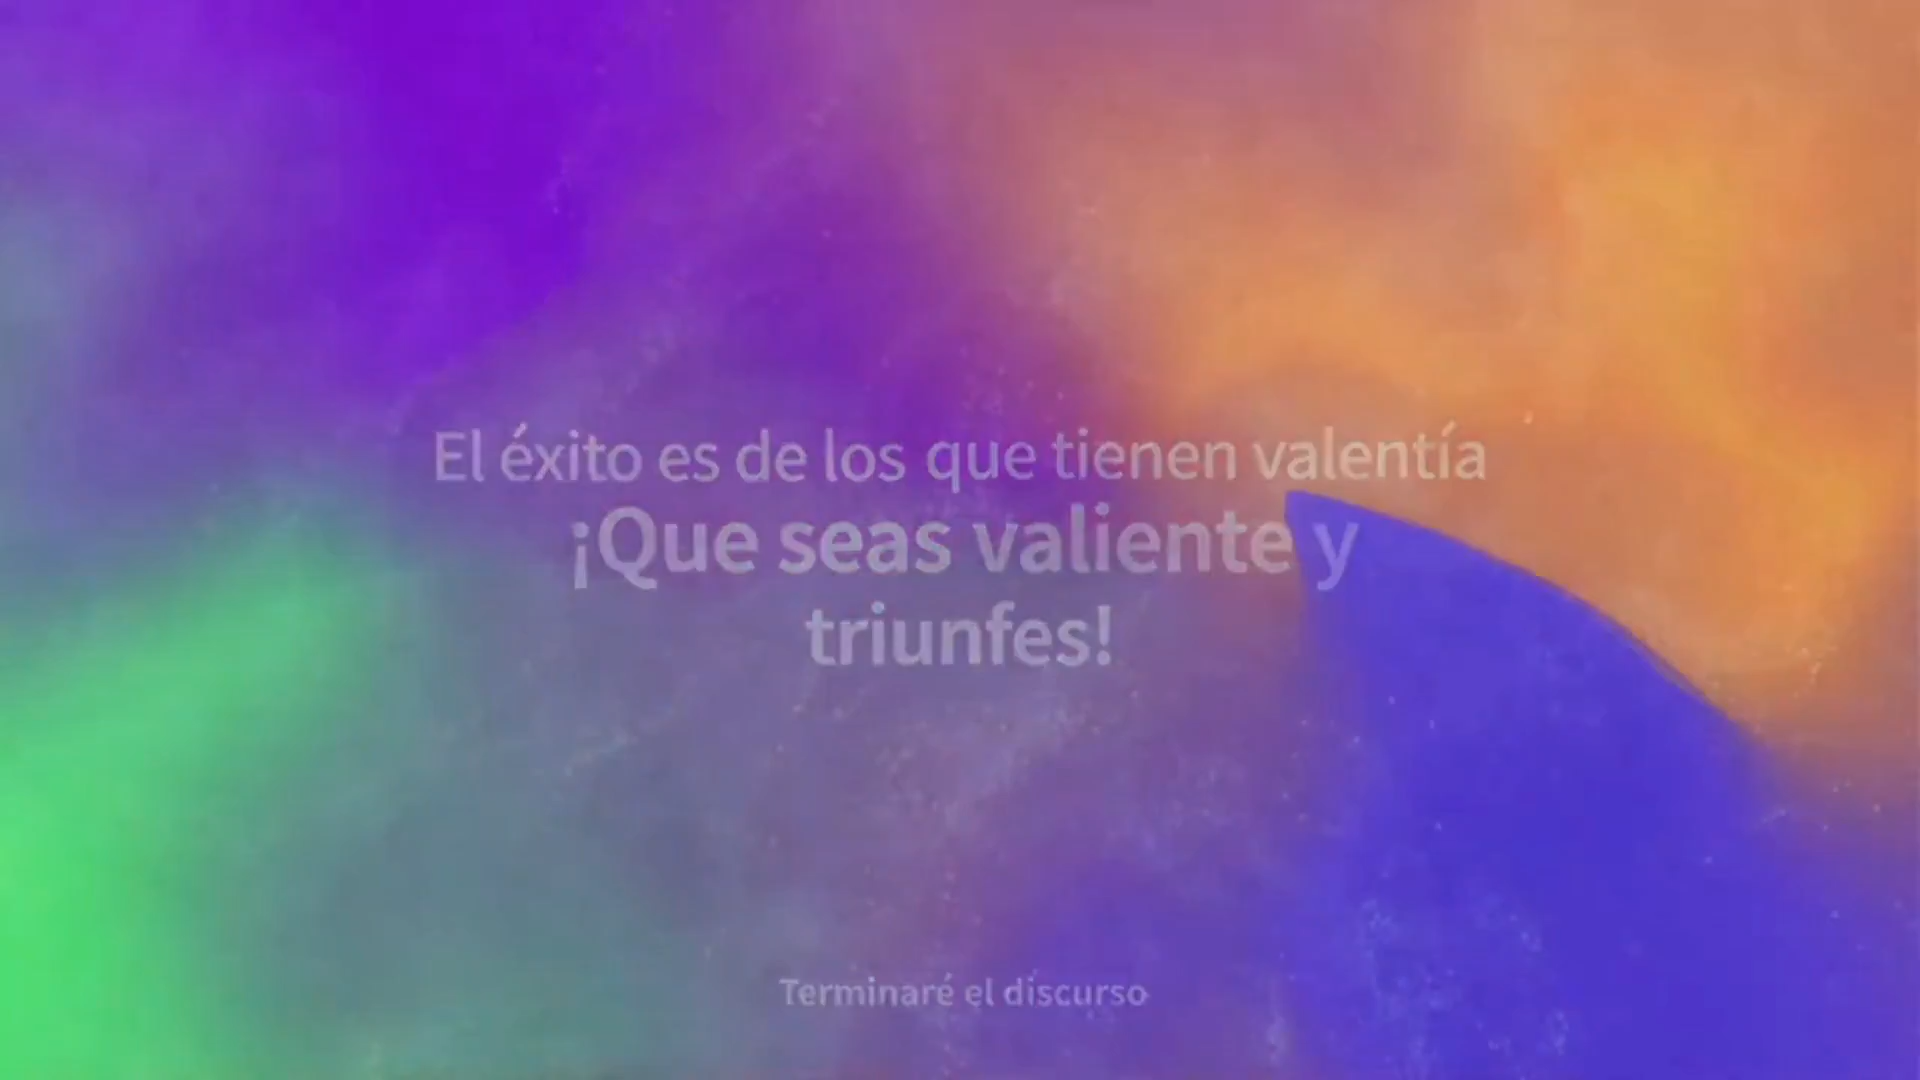 El éxito es de los que tienen valentía
¡Que seas valiente y
triunfes!
Terminaré el discurso